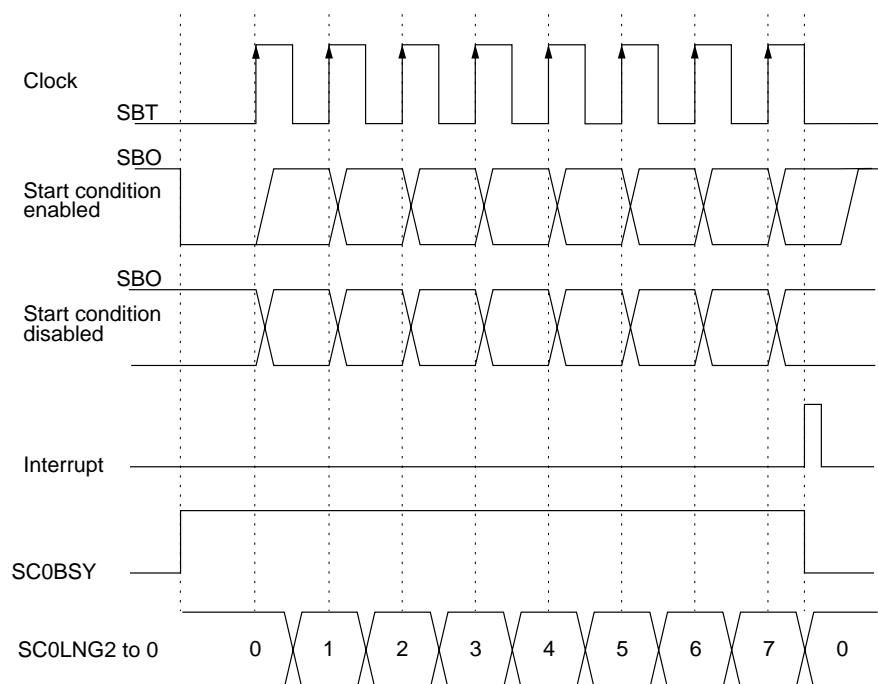 Clock
SBT
SBO
Start condition
enabled
SBO
Start condition
disabled
Interrupt
SC0BSY
SC0LNG2 to 0 0 1 2 3 4 5 6 7 0